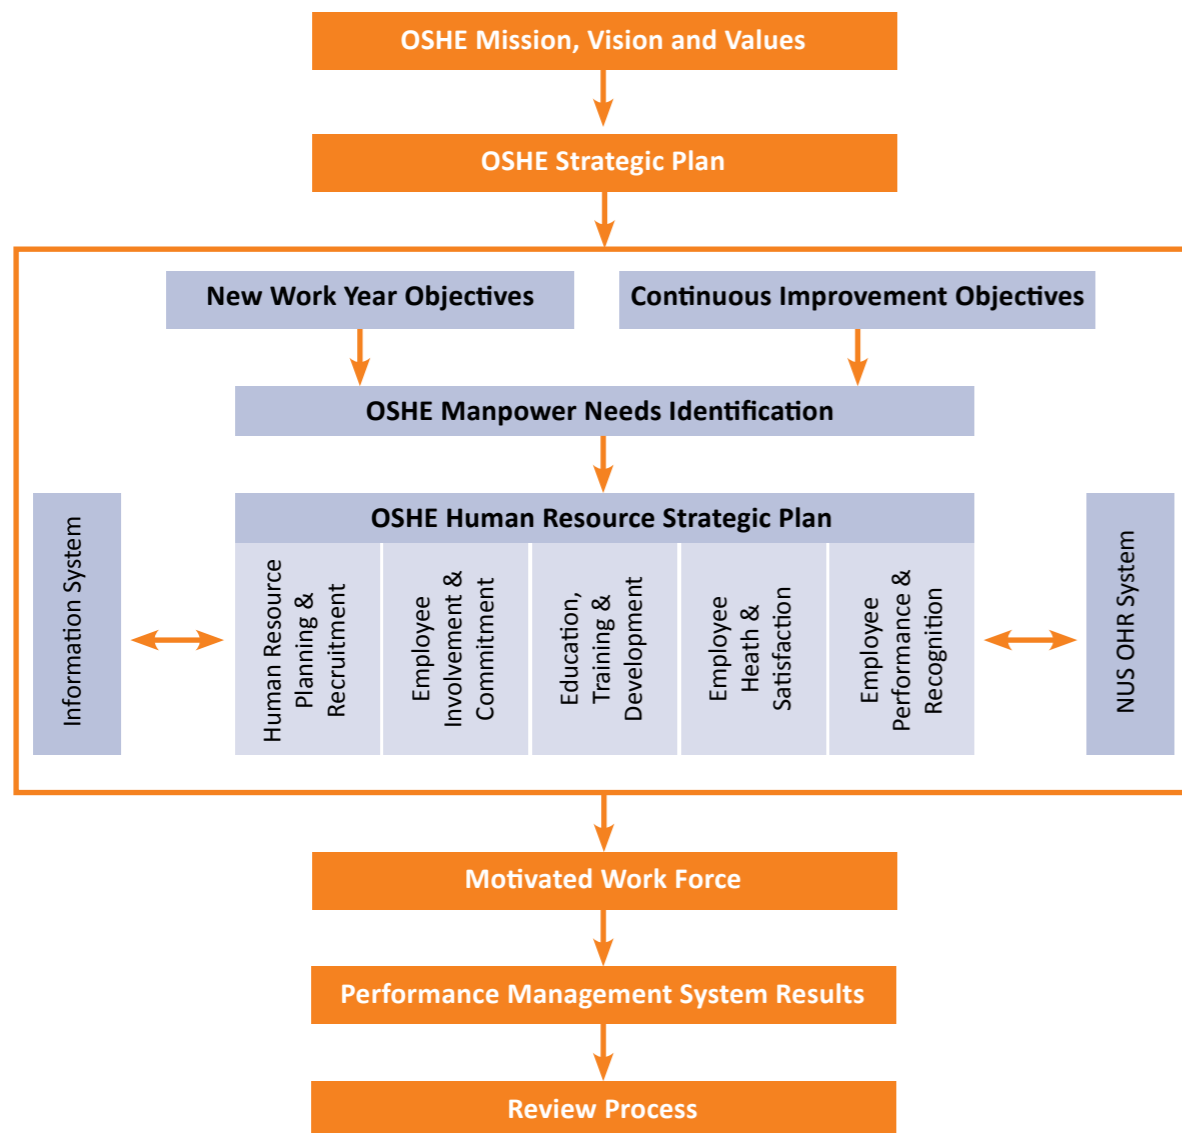 OSHE Mission, Vision and Values
OSHE Strategic Plan
New Work Year Objectives
Continuous Improvement Objectives
OSHE Manpower Needs Identification
OSHE Human Resource Strategic Plan
Information System
Human Resource
Planning &
Recruitment
Employee
Involvement &
Commitment
Education,
Training &
Development
Employee
Heath &
Satisfaction
Employee
Performance &
Recognition
NUS OHR System
Motivated Work Force
Performance Management System Results
Review Process